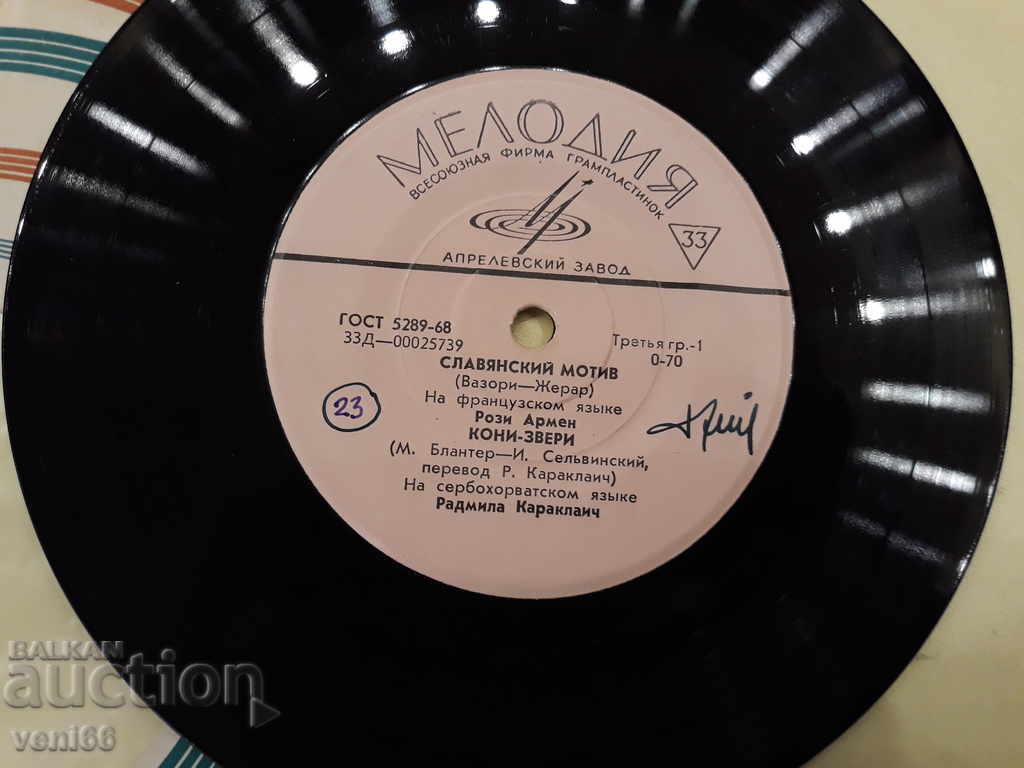 МЕЛОДИЯ
ВСЕСОЮЗНАЯ ФИРМА ГРАМПЛАСТИНОК
33
АПРЕЛЕВСКИЙ ЗАВОД
ГОСТ 5289-68
33Д—00025739
Третья гр.-1
0-70
СЛАВЯНСКИЙ МОТИВ
(Вазори—Жерар)
На французском языке
Рози Армен
23
КОНИ-ЗВЕРИ
(М. Блантер—И. Сельвинский,
перевод Р. Караклаич)
На сербохорватском языке
Радмила Караклаич
BALKAN
auction
veni66